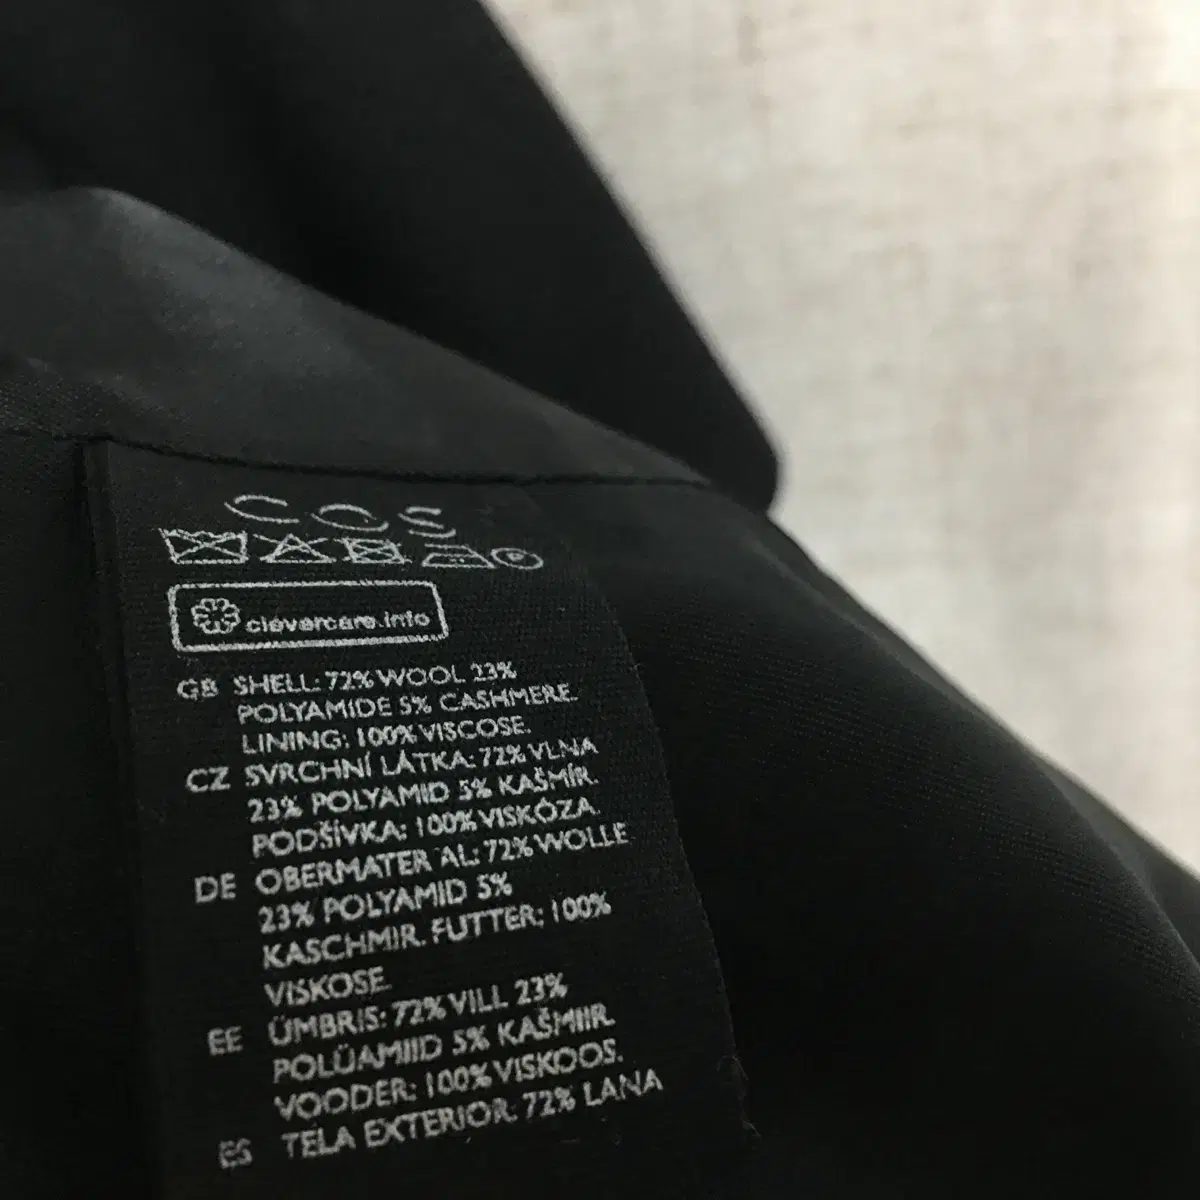 COS
clevercare.info
GB SHELL: 72% WOOL 23%
POLYAMIDE 5% CASHMERE.
LINING: 100% VISCOSE.
CZ SVRCHNÍ LÁTKA: 72% VLNA
23% POLYAMID 5% KAŠMÍR.
PODŠÍVKA: 100% VISKÓZA.
DE OBERMATER AL: 72% WOLLE
23% POLYAMID 5%
KASCHMIR. FUTTER: 100%
VISKOSE.
EE ÜMBRIS: 72% VILL 23%
POLÜAMIID 5% KAŠMIIR.
VOODER: 100% VISKOOS.
ES TELA EXTERIOR: 72% LANA